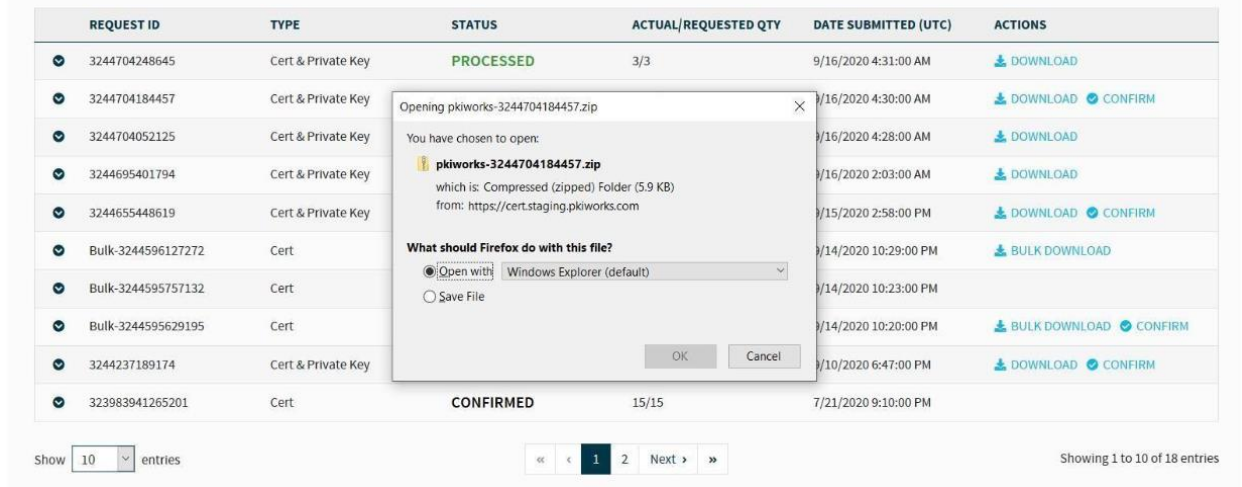 REQUEST ID TYPE STATUS ACTUAL/REQUESTED QTY DATE SUBMITTED (UTC) ACTIONS
3244704248645 Cert & Private Key PROCESSED 3/3 9/16/2020 4:31:00 AM DOWNLOAD
3244704184457 Cert & Private Key 9/16/2020 4:30:00 AM DOWNLOAD CONFIRM
3244704052125 Cert & Private Key 9/16/2020 4:28:00 AM DOWNLOAD
3244695401794 Cert & Private Key 9/16/2020 2:03:00 AM DOWNLOAD
3244655448619 Cert & Private Key 9/15/2020 2:58:00 PM DOWNLOAD CONFIRM
Bulk-3244596127272 Cert 9/14/2020 10:29:00 PM BULK DOWNLOAD
Bulk-3244595757132 Cert 9/14/2020 10:23:00 PM
Bulk-3244595629195 Cert 9/14/2020 10:20:00 PM BULK DOWNLOAD CONFIRM
3244237189174 Cert & Private Key 9/10/2020 6:47:00 PM DOWNLOAD CONFIRM
323983941265201 Cert CONFIRMED 15/15 7/21/2020 9:10:00 PM
Opening pkiworks-3244704184457.zip
You have chosen to open:
pkiworks-3244704184457.zip
which is: Compressed (zipped) Folder (5.9 KB)
from: https://cert.staging.pkiworks.com
What should Firefox do with this file?
Open with Windows Explorer (default)
Save File
OK Cancel
Show 10 entries « ‹ 1 2 Next › » Showing 1 to 10 of 18 entries